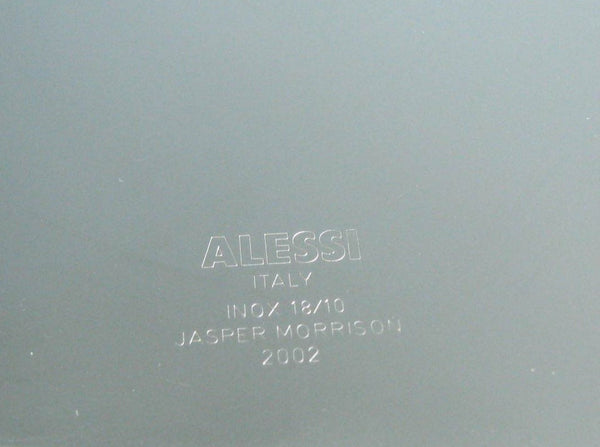 ALESSI
ITALY
INOX 18/10
JASPER MORRISON
2002